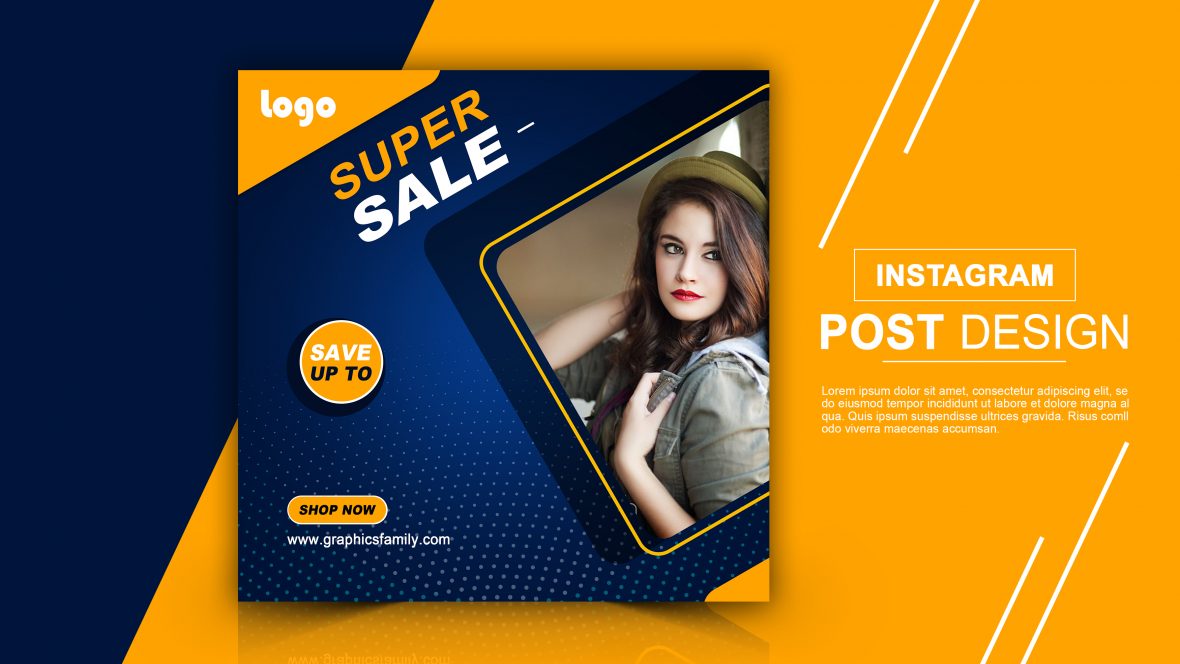 logo
SUPER
SALE
SAVE
UP TO
SHOP NOW
www.graphicsfamily.com
INSTAGRAM
POST DESIGN
Lorem ipsum dolor sit amet, consectetur adipiscing elit, se
do eiusmod tempor incididunt ut labore et dolore magna al
qua. Quis ipsum suspendisse ultrices gravida. Risus comll
odo viverra maecenas accumsan.